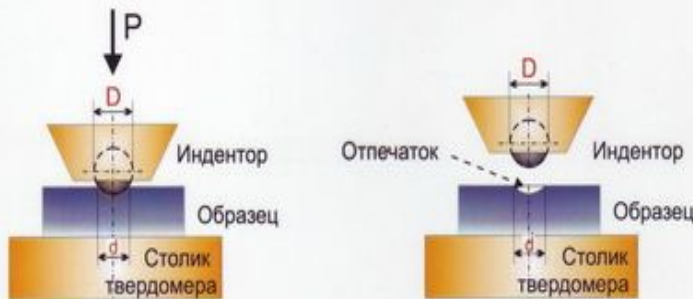 P
D
Индентор
Образец
d
Столик
твердомера
D
Отпечаток
Индентор
Образец
d
Столик
твердомера